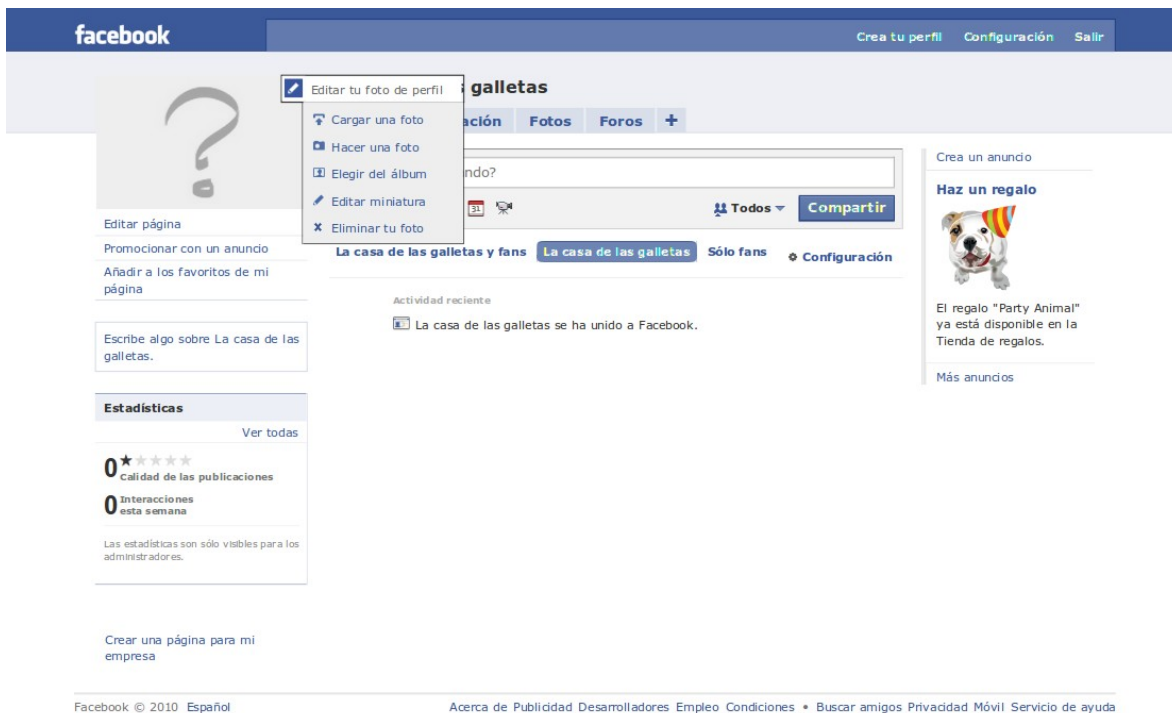 facebook
Crea tu perfil Configuración Salir
Editar tu foto de perfil
galletas
Cargar una foto
Hacer una foto
Elegir del álbum
Editar miniatura
Eliminar tu foto
Fotos Foros +
ndo?
31
Todos
Compartir
La casa de las galletas y fans La casa de las galletas Sólo fans Configuración
Actividad reciente
La casa de las galletas se ha unido a Facebook.
Editar página
Promocionar con un anuncio
Añadir a los favoritos de mi
página
Escribe algo sobre La casa de las
galletas.
Estadísticas
Ver todas
0
Calidad de las publicaciones
0 Interacciones
esta semana
Las estadísticas son sólo visibles para los
administradores.
Crear una página para mi
empresa
Crea un anuncio
Haz un regalo
El regalo "Party Animal"
ya está disponible en la
Tienda de regalos.
Más anuncios
Facebook © 2010 Español
Acerca de Publicidad Desarrolladores Empleo Condiciones • Buscar amigos Privacidad Móvil Servicio de ayuda